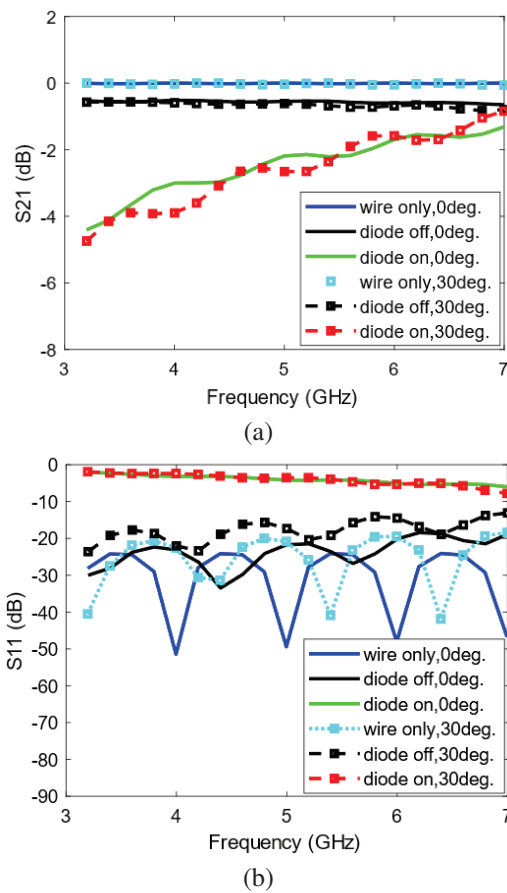 2
0
-2
-4
-6
-8
S21 (dB)
wire only,0deg.
diode off,0deg.
diode on,0deg.
wire only,30deg.
diode off,30deg.
diode on,30deg.
3 4 5 6 7
Frequency (GHz)
(a)
0
-10
-20
-30
-40
-50
-60
-70
-80
-90
S11 (dB)
wire only,0deg.
diode off,0deg.
diode on,0deg.
wire only,30deg.
diode off,30deg.
diode on,30deg.
3 4 5 6 7
Frequency (GHz)
(b)